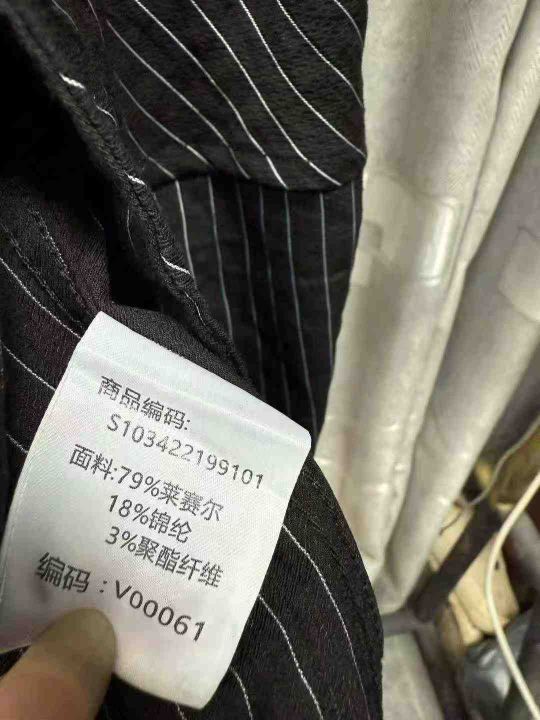 商品编码:
S103422199101
面料:79%莱赛尔
18%锦纶
3%聚酯纤维
编码：V00061